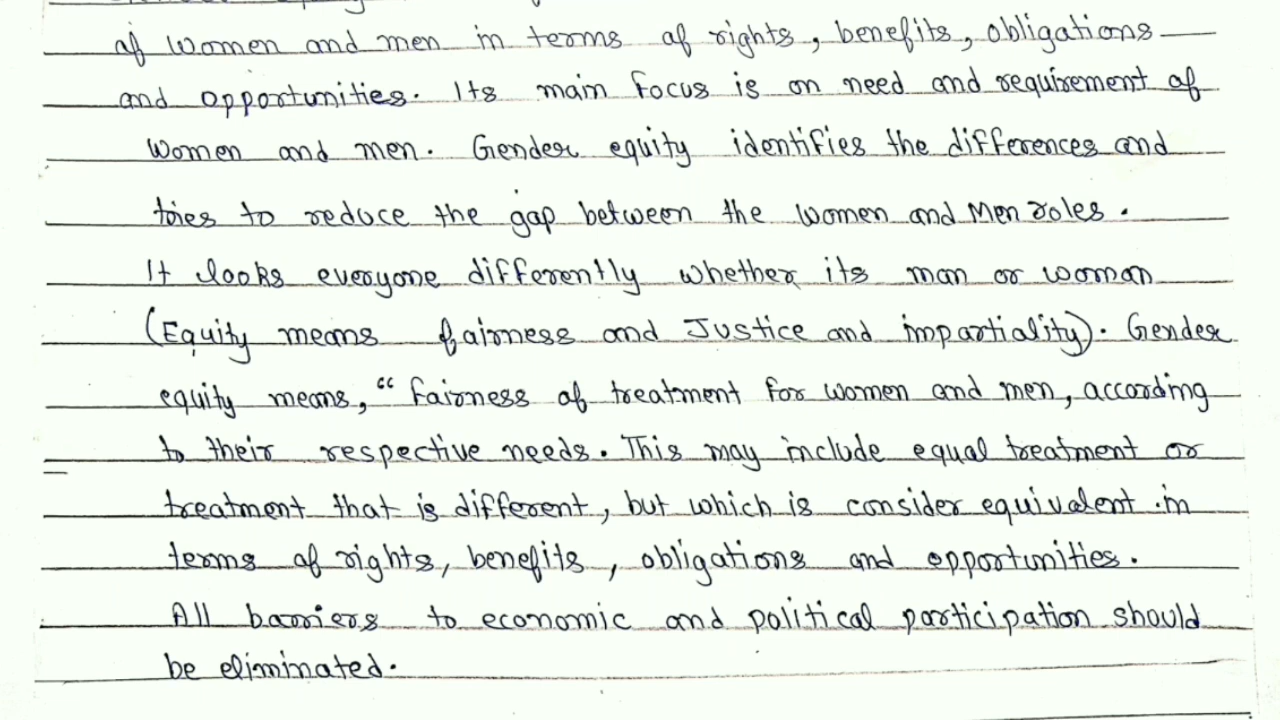 of women and men in terms of rights, benefits, obligations
and opportunities. Its main focus is on need and requirement of
women and men. Gender equity identifies the differences and
tries to reduce the gap between the women and Men roles.
It looks everyone differently whether its man or woman
(Equity means fairness and Justice and impartiality). Gender
equity means, “ Fairness of treatment for women and men, according
to their respective needs. This may include equal treatment or
treatment that is different, but which is consider equivalent in
terms of rights, benefits, obligations and opportunities.
All barriers to economic and political participation should
be eliminated.